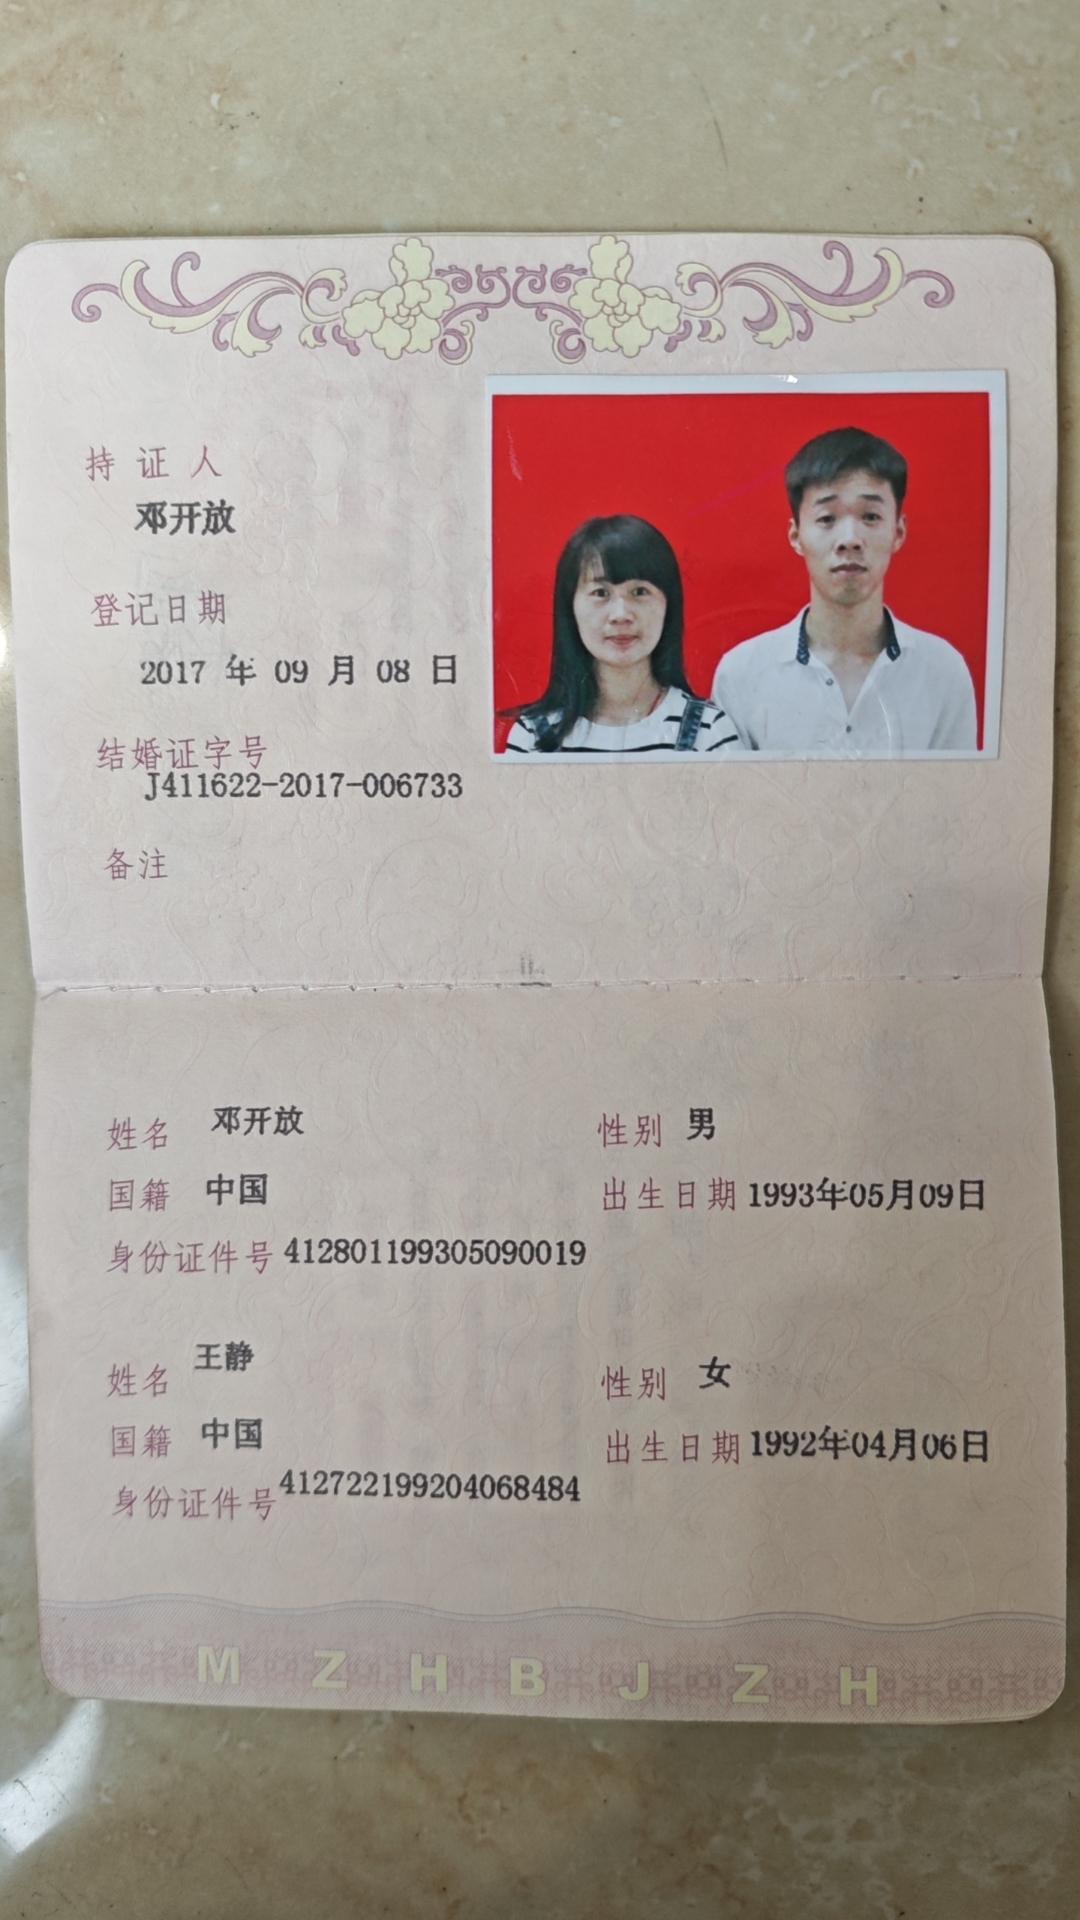 持证人
邓开放
登记日期
2017 年 09 月 08 日
结婚证字号
J411622-2017-006733
备注
姓名 邓开放 性别 男
国籍 中国 出生日期 1993年05月09日
身份证件号 412801199305090019
姓名 王静 性别 女
国籍 中国 出生日期 1992年04月06日
身份证件号 412722199204068484
M Z H B J Z H